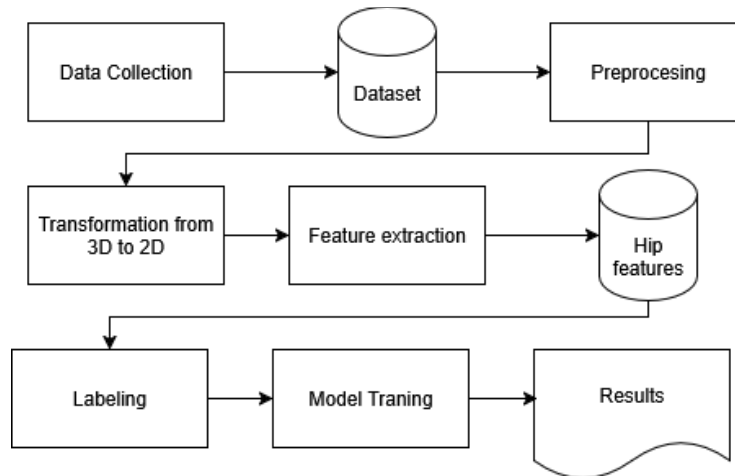 Data Collection
Dataset
Preprocesing
Transformation from
3D to 2D
Feature extraction
Hip
features
Labeling
Model Traning
Results